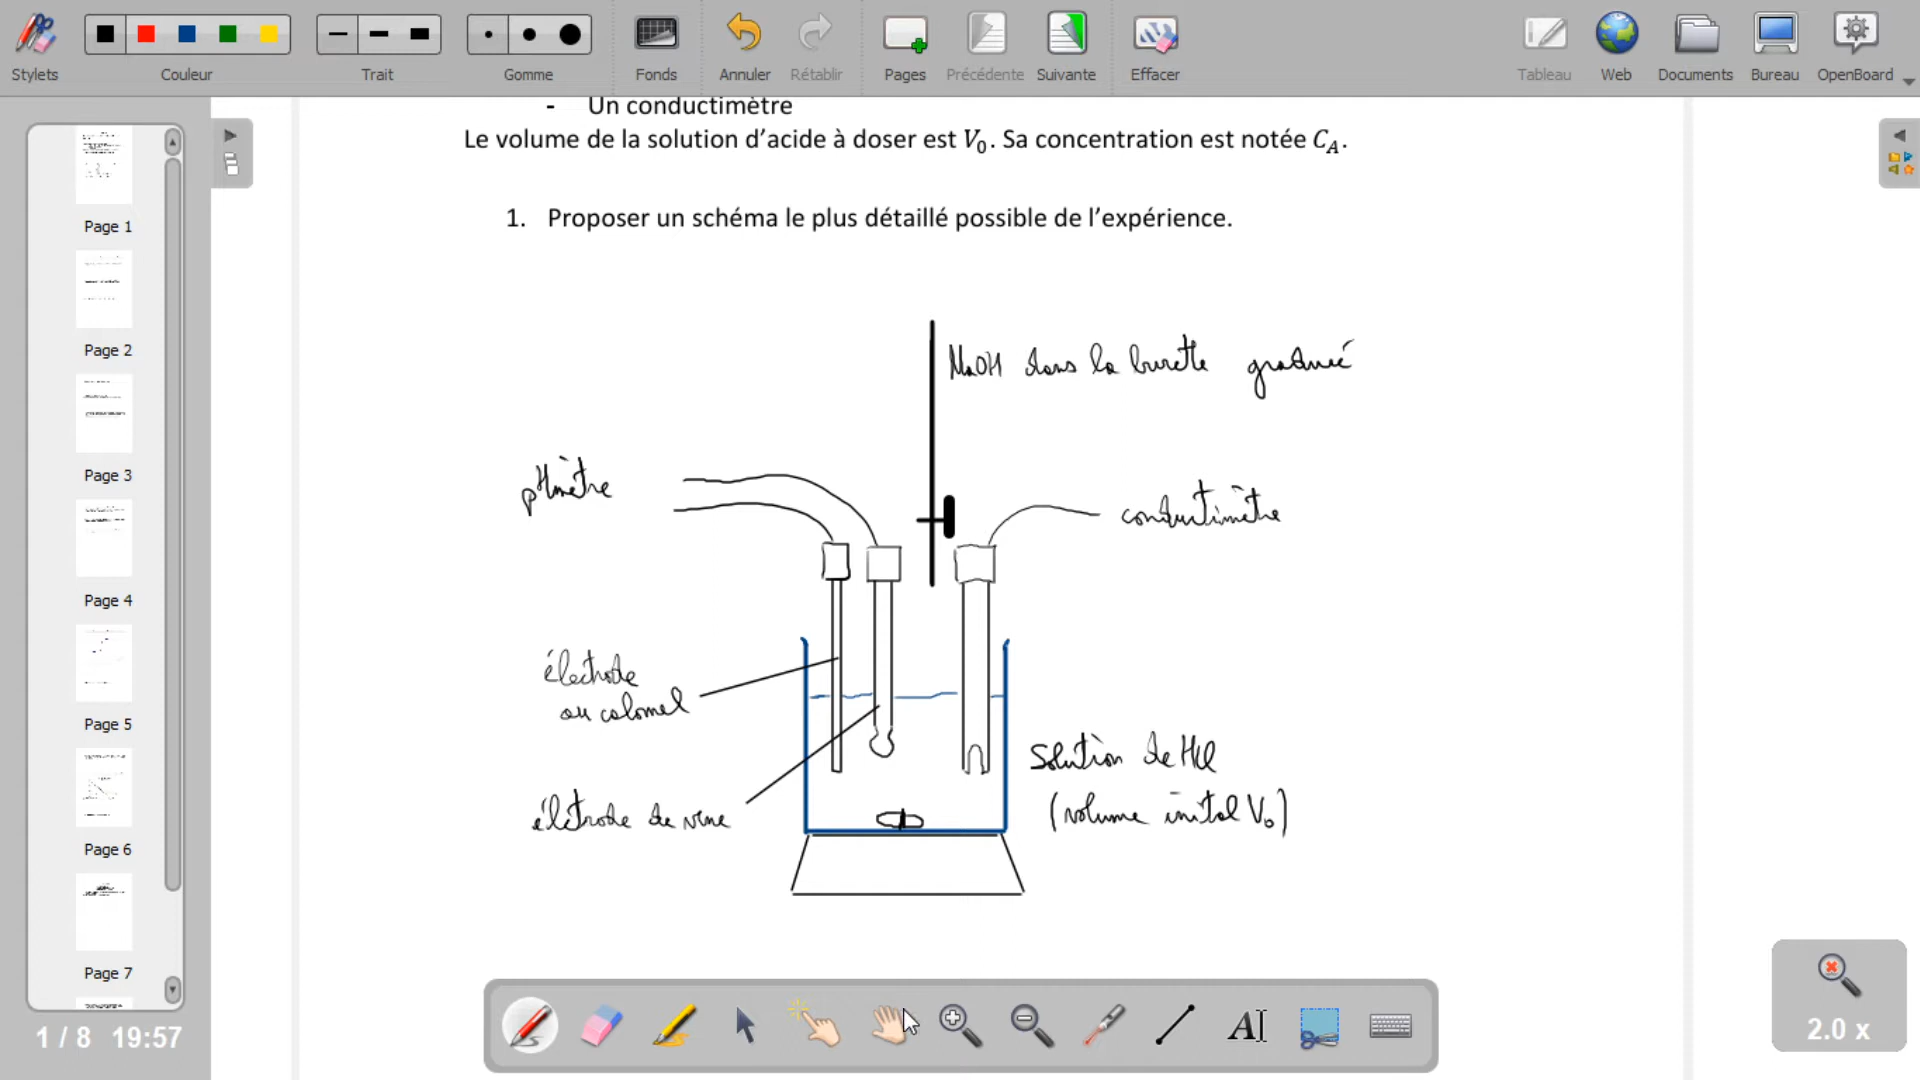 Stylets
Couleur
Trait
Gomme
Fonds
Annuler
Rétablir
Pages
Précédente
Suivante
Effacer
Tableau
Web
Documents
Bureau
OpenBoard
- Un conductimètre
Le volume de la solution d'acide à doser est V₀. Sa concentration est notée C_A.
1. Proposer un schéma le plus détaillé possible de l'expérience.
NaOH dans la burette graduée
pHmètre
conductimètre
électrode
au calomel
électrode de verre
Solution de HCl
(volume initial V₀)
Page 1
Page 2
Page 3
Page 4
Page 5
Page 6
Page 7
1 / 8 19:57
A
2.0 x